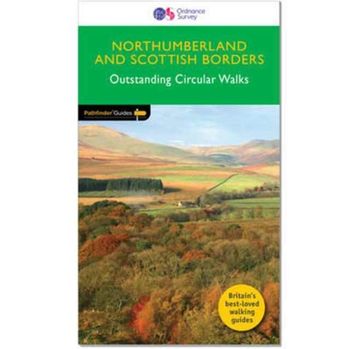 Ordnance
Survey
NORTHUMBERLAND
AND SCOTTISH BORDERS
Outstanding Circular Walks
Pathfinder Guides
Britain's
best-loved
walking
guides